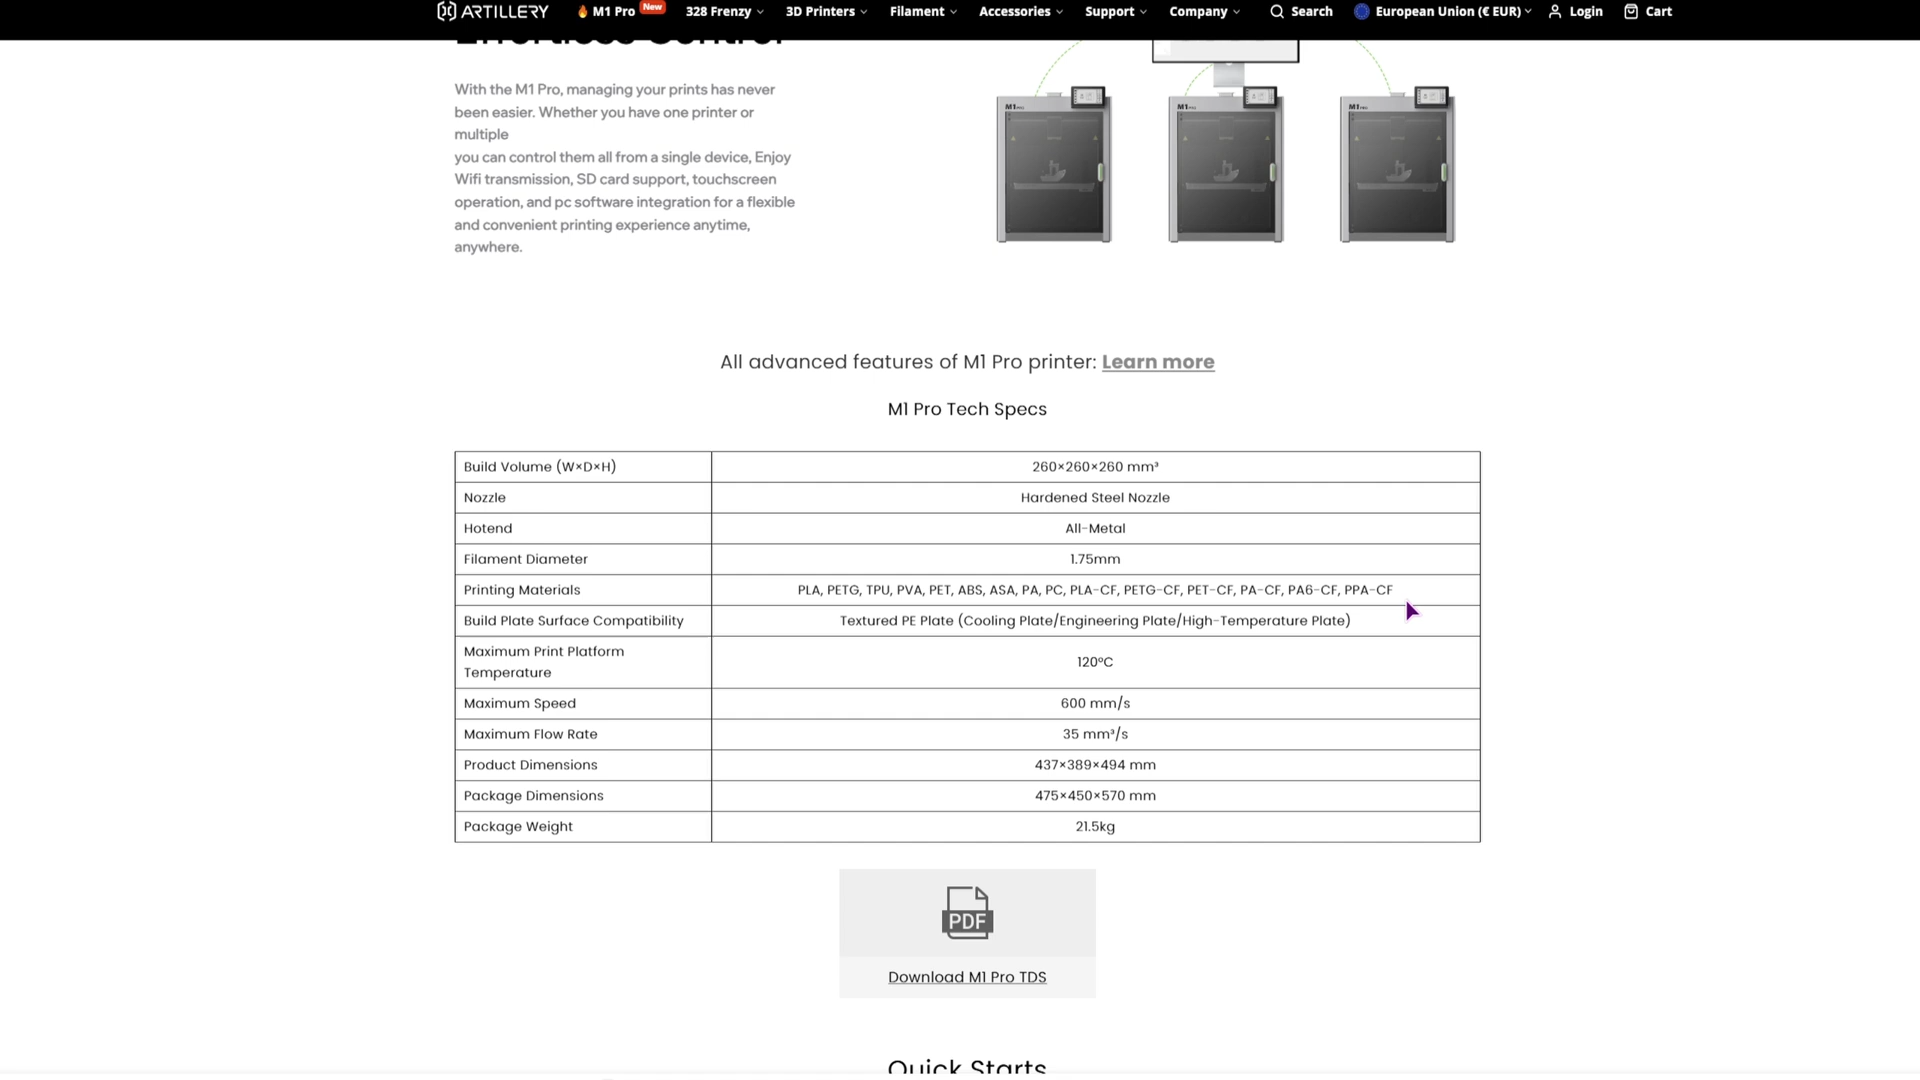 ARTILLERY
M1 Pro New
328 Frenzy
3D Printers
Filament
Accessories
Support
Company
Search
European Union (€ EUR)
Login
Cart
Effortless Control
With the M1 Pro, managing your prints has never
been easier. Whether you have one printer or
multiple
you can control them all from a single device, Enjoy
Wifi transmission, SD card support, touchscreen
operation, and pc software integration for a flexible
and convenient printing experience anytime,
anywhere.
M1 PRO
M1 PRO
M1 PRO
All advanced features of M1 Pro printer: Learn more
M1 Pro Tech Specs
Build Volume (W×D×H) 260×260×260 mm³
Nozzle Hardened Steel Nozzle
Hotend All-Metal
Filament Diameter 1.75mm
Printing Materials PLA, PETG, TPU, PVA, PET, ABS, ASA, PA, PC, PLA-CF, PETG-CF, PET-CF, PA-CF, PA6-CF, PPA-CF
Build Plate Surface Compatibility Textured PE Plate (Cooling Plate/Engineering Plate/High-Temperature Plate)
Maximum Print Platform
Temperature 120°C
Maximum Speed 600 mm/s
Maximum Flow Rate 35 mm³/s
Product Dimensions 437×389×494 mm
Package Dimensions 475×450×570 mm
Package Weight 21.5kg
PDF
Download M1 Pro TDS
Quick Starts